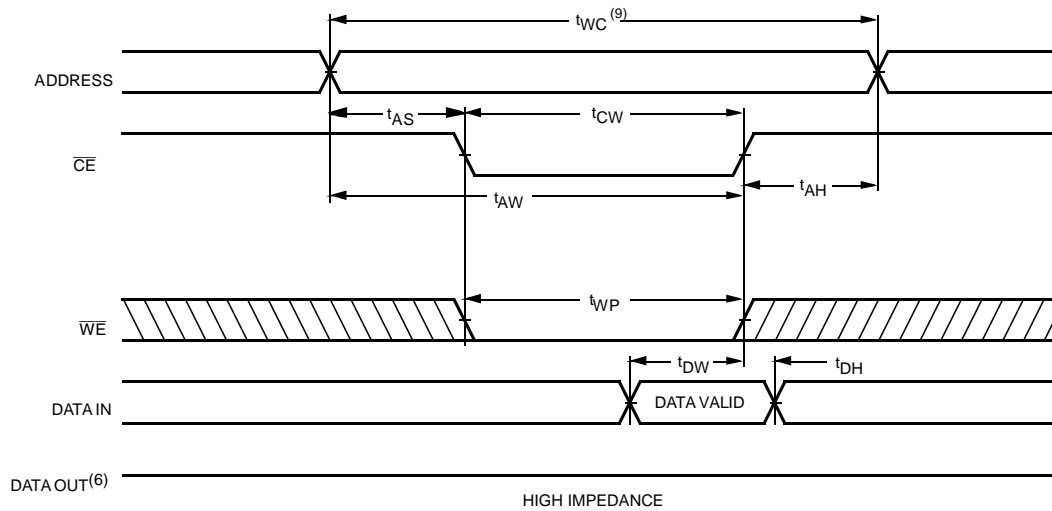 tWC (9)
ADDRESS
tAS
tCW
CE
tAH
tAW
tWP
WE
tDW
tDH
DATA IN
DATA VALID
DATA OUT(6)
HIGH IMPEDANCE